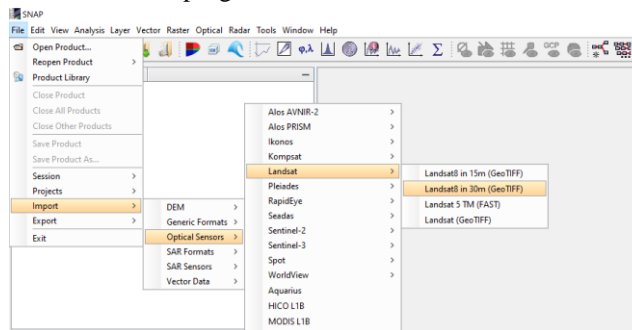 SNAP
File Edit View Analysis Layer Vector Raster Optical Radar Tools Window Help
Open Product...
Reopen Product
Product Library
Close Product
Close All Products
Close Other Products
Save Product
Save Product As...
Session
Projects
Import
Export
Exit
DEM
Generic Formats
Optical Sensors
SAR Formats
SAR Sensors
Vector Data
Alos AVNIR-2
Alos PRISM
Ikonos
Kompsat
Landsat
Pleiades
RapidEye
Seadas
Sentinel-2
Sentinel-3
Spot
WorldView
Aquarius
HICO L1B
MODIS L1B
Landsat8 in 15m (GeoTIFF)
Landsat8 in 30m (GeoTIFF)
Landsat 5 TM (FAST)
Landsat (GeoTIFF)
φ,λ
Σ
GCP